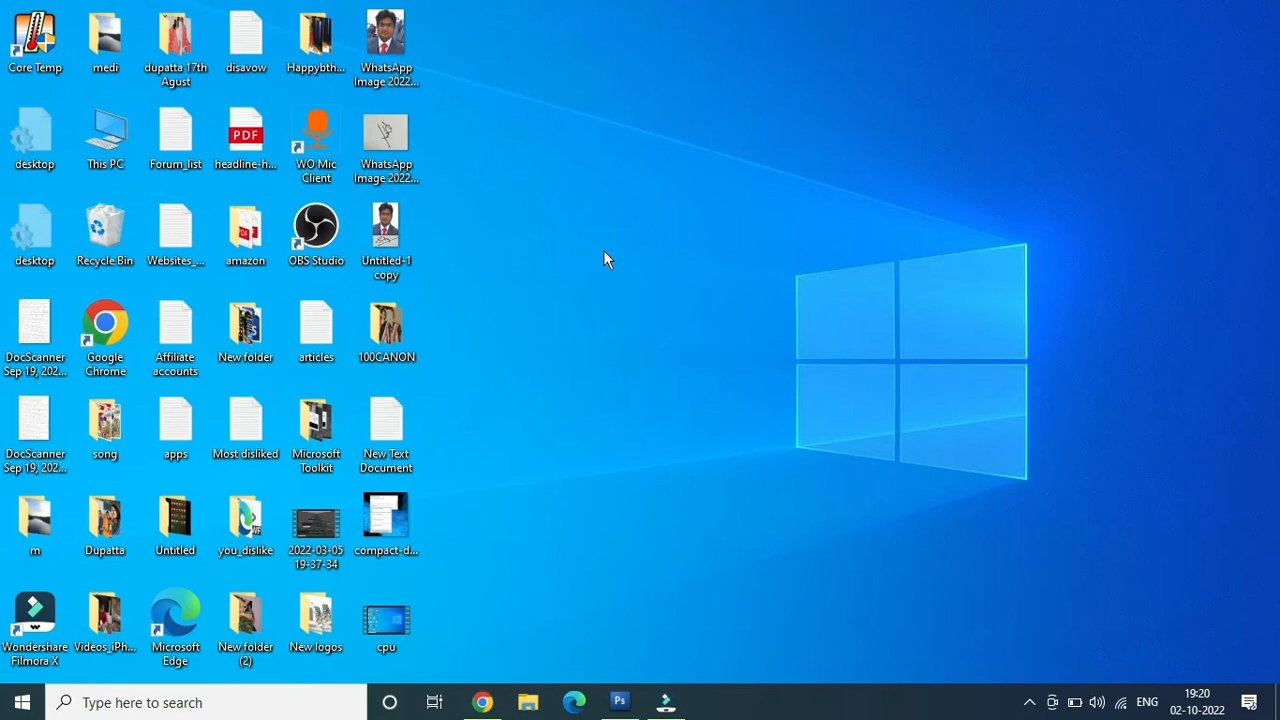 Core Temp
medi
dupatta 17th
Agust
disavow
Happybth...
WhatsApp
Image 2022...
desktop
This PC
Forum_list
PDF
headline-h...
WO Mic
Client
WhatsApp
Image 2022...
desktop
Recycle Bin
Websites_...
amazon
OBS Studio
Untitled-1
copy
DocScanner
Sep 19, 202...
Google
Chrome
Affiliate
accounts
New folder
articles
100CANON
DocScanner
Sep 19, 202...
song
apps
Most disliked
Microsoft
Toolkit
New Text
Document
m
Dupatta
Untitled
you_dislike
2022-03-05
19-37-34
compact-d...
Wondershare
Filmora X
Videos_iPh...
Microsoft
Edge
New folder
(2)
New logos
cpu
Type here to search
Ps
ENG
19:20
02-10-2022